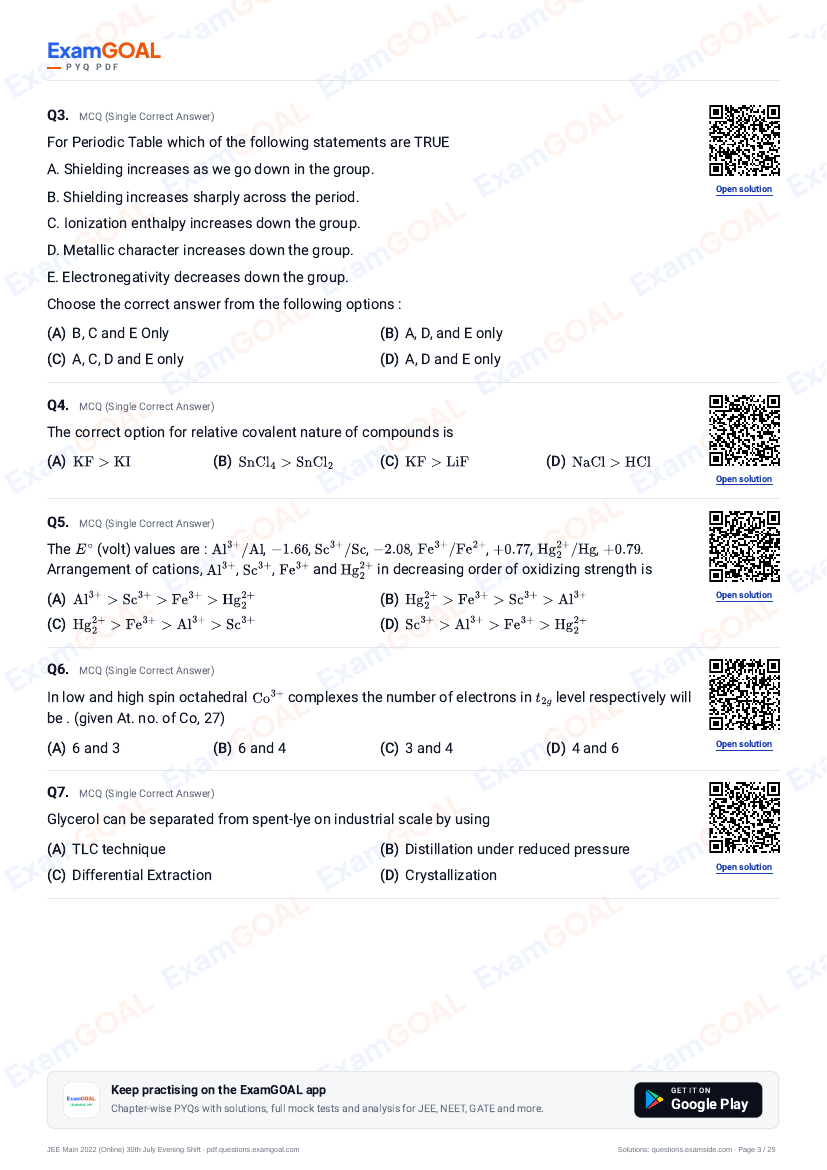 ExamGOAL
PYQ PDF
Q3. MCQ (Single Correct Answer)
For Periodic Table which of the following statements are TRUE
A. Shielding increases as we go down in the group.
B. Shielding increases sharply across the period.
C. Ionization enthalpy increases down the group.
D. Metallic character increases down the group.
E. Electronegativity decreases down the group.
Choose the correct answer from the following options :
(A) B, C and E Only (B) A, D, and E only
(C) A, C, D and E only (D) A, D and E only
Open solution
Q4. MCQ (Single Correct Answer)
The correct option for relative covalent nature of compounds is
(A) KF > KI (B) SnCl₄ > SnCl₂ (C) KF > LiF (D) NaCl > HCl
Open solution
Q5. MCQ (Single Correct Answer)
The E° (volt) values are : Al³⁺/Al, −1.66, Sc³⁺/Sc, −2.08, Fe³⁺/Fe²⁺, +0.77, Hg₂²⁺/Hg, +0.79.
Arrangement of cations, Al³⁺, Sc³⁺, Fe³⁺ and Hg₂²⁺ in decreasing order of oxidizing strength is
(A) Al³⁺ > Sc³⁺ > Fe³⁺ > Hg₂²⁺ (B) Hg₂²⁺ > Fe³⁺ > Sc³⁺ > Al³⁺
(C) Hg₂²⁺ > Fe³⁺ > Al³⁺ > Sc³⁺ (D) Sc³⁺ > Al³⁺ > Fe³⁺ > Hg₂²⁺
Open solution
Q6. MCQ (Single Correct Answer)
In low and high spin octahedral Co³⁺ complexes the number of electrons in t₂g level respectively will
be . (given At. no. of Co, 27)
(A) 6 and 3 (B) 6 and 4 (C) 3 and 4 (D) 4 and 6
Open solution
Q7. MCQ (Single Correct Answer)
Glycerol can be separated from spent-lye on industrial scale by using
(A) TLC technique (B) Distillation under reduced pressure
(C) Differential Extraction (D) Crystallization
Open solution
ExamGOAL
Keep practising on the ExamGOAL app
Chapter-wise PYQs with solutions, full mock tests and analysis for JEE, NEET, GATE and more.
GET IT ON
Google Play
JEE Main 2022 (Online) 30th July Evening Shift · pdf.questions.examgoal.com Solutions: questions.examside.com · Page 3 / 25